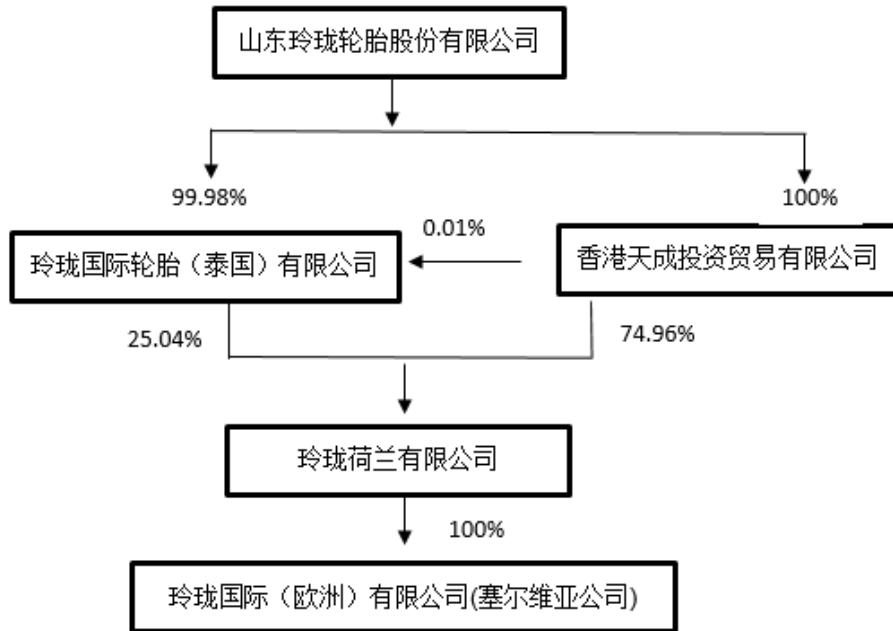 山东玲珑轮胎股份有限公司
99.98%
100%
0.01%
玲珑国际轮胎（泰国）有限公司
香港天成投资贸易有限公司
25.04%
74.96%
玲珑荷兰有限公司
100%
玲珑国际（欧洲）有限公司(塞尔维亚公司)